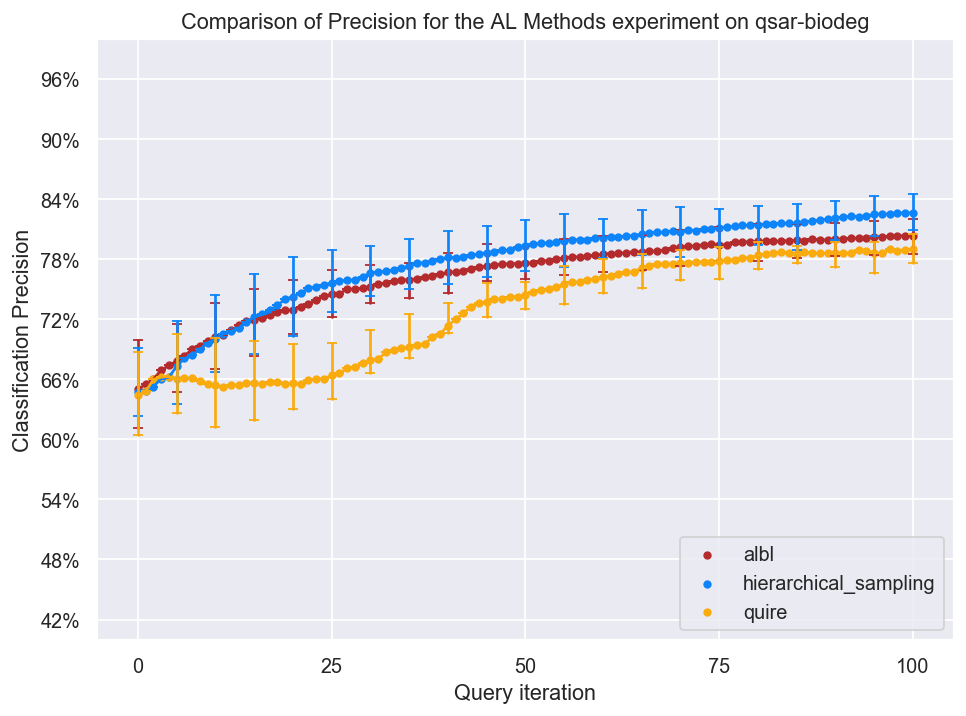 Comparison of Precision for the AL Methods experiment on qsar-biodeg
Classification Precision
96%
90%
84%
78%
72%
66%
60%
54%
48%
42%
albl
hierarchical_sampling
quire
0 25 50 75 100
Query iteration